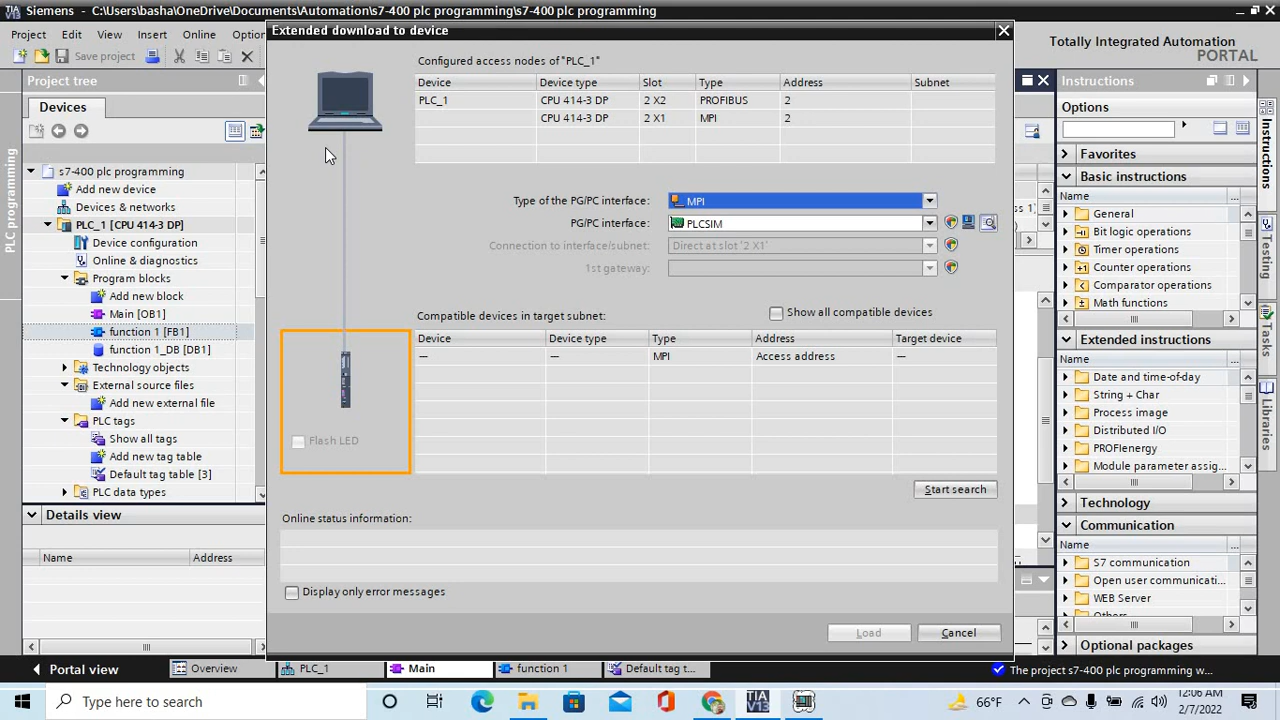 Siemens - C:\Users\basha\OneDrive\Documents\Automation\s7-400 plc programming\s7-400 plc programming
Project Edit View Insert Online Option
Totally Integrated Automation
PORTAL
Save project
Extended download to device
Project tree
Devices
PLC programming
s7-400 plc programming
Add new device
Devices & networks
PLC_1 [CPU 414-3 DP]
Device configuration
Online & diagnostics
Program blocks
Add new block
Main [OB1]
function 1 [FB1]
function 1_DB [DB1]
Technology objects
External source files
Add new external file
PLC tags
Show all tags
Add new tag table
Default tag table [3]
PLC data types
Details view
Name Address
Configured access nodes of "PLC_1"
Device Device type Slot Type Address Subnet
PLC_1 CPU 414-3 DP 2 X2 PROFIBUS 2
CPU 414-3 DP 2 X1 MPI 2
Type of the PG/PC interface: MPI
PG/PC interface: PLCSIM
Connection to interface/subnet: Direct at slot '2 X1'
1st gateway:
Compatible devices in target subnet:
Show all compatible devices
Device Device type Type Address Target device
— — MPI Access address —
Flash LED
Start search
Online status information:
Display only error messages
Load Cancel
1)
Instructions
Options
Favorites
Basic instructions
Name ...
General
Bit logic operations
Timer operations
Counter operations
Comparator operations
Math functions
Extended instructions
Name ...
Date and time-of-day
String + Char
Process image
Distributed I/O
PROFIenergy
Module parameter assig...
Technology
Communication
Name ...
S7 communication
Open user communicati...
WEB Server
Others
Optional packages
Instructions
Testing
Tasks
Libraries
Portal view Overview PLC_1 Main function 1 Default tag t...
The project s7-400 plc programming w...
Type here to search
TIA
V13
66°F
12:06 AM
2/7/2022